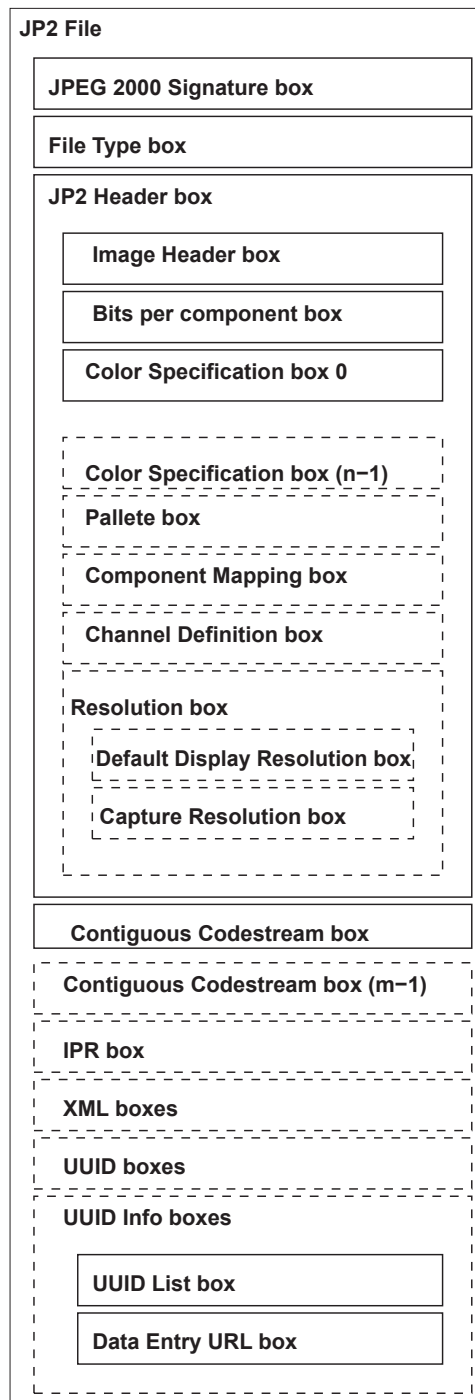 JP2 File
JPEG 2000 Signature box
File Type box
JP2 Header box
Image Header box
Bits per component box
Color Specification box 0
Color Specification box (n−1)
Pallete box
Component Mapping box
Channel Definition box
Resolution box
Default Display Resolution box
Capture Resolution box
Contiguous Codestream box
Contiguous Codestream box (m−1)
IPR box
XML boxes
UUID boxes
UUID Info boxes
UUID List box
Data Entry URL box